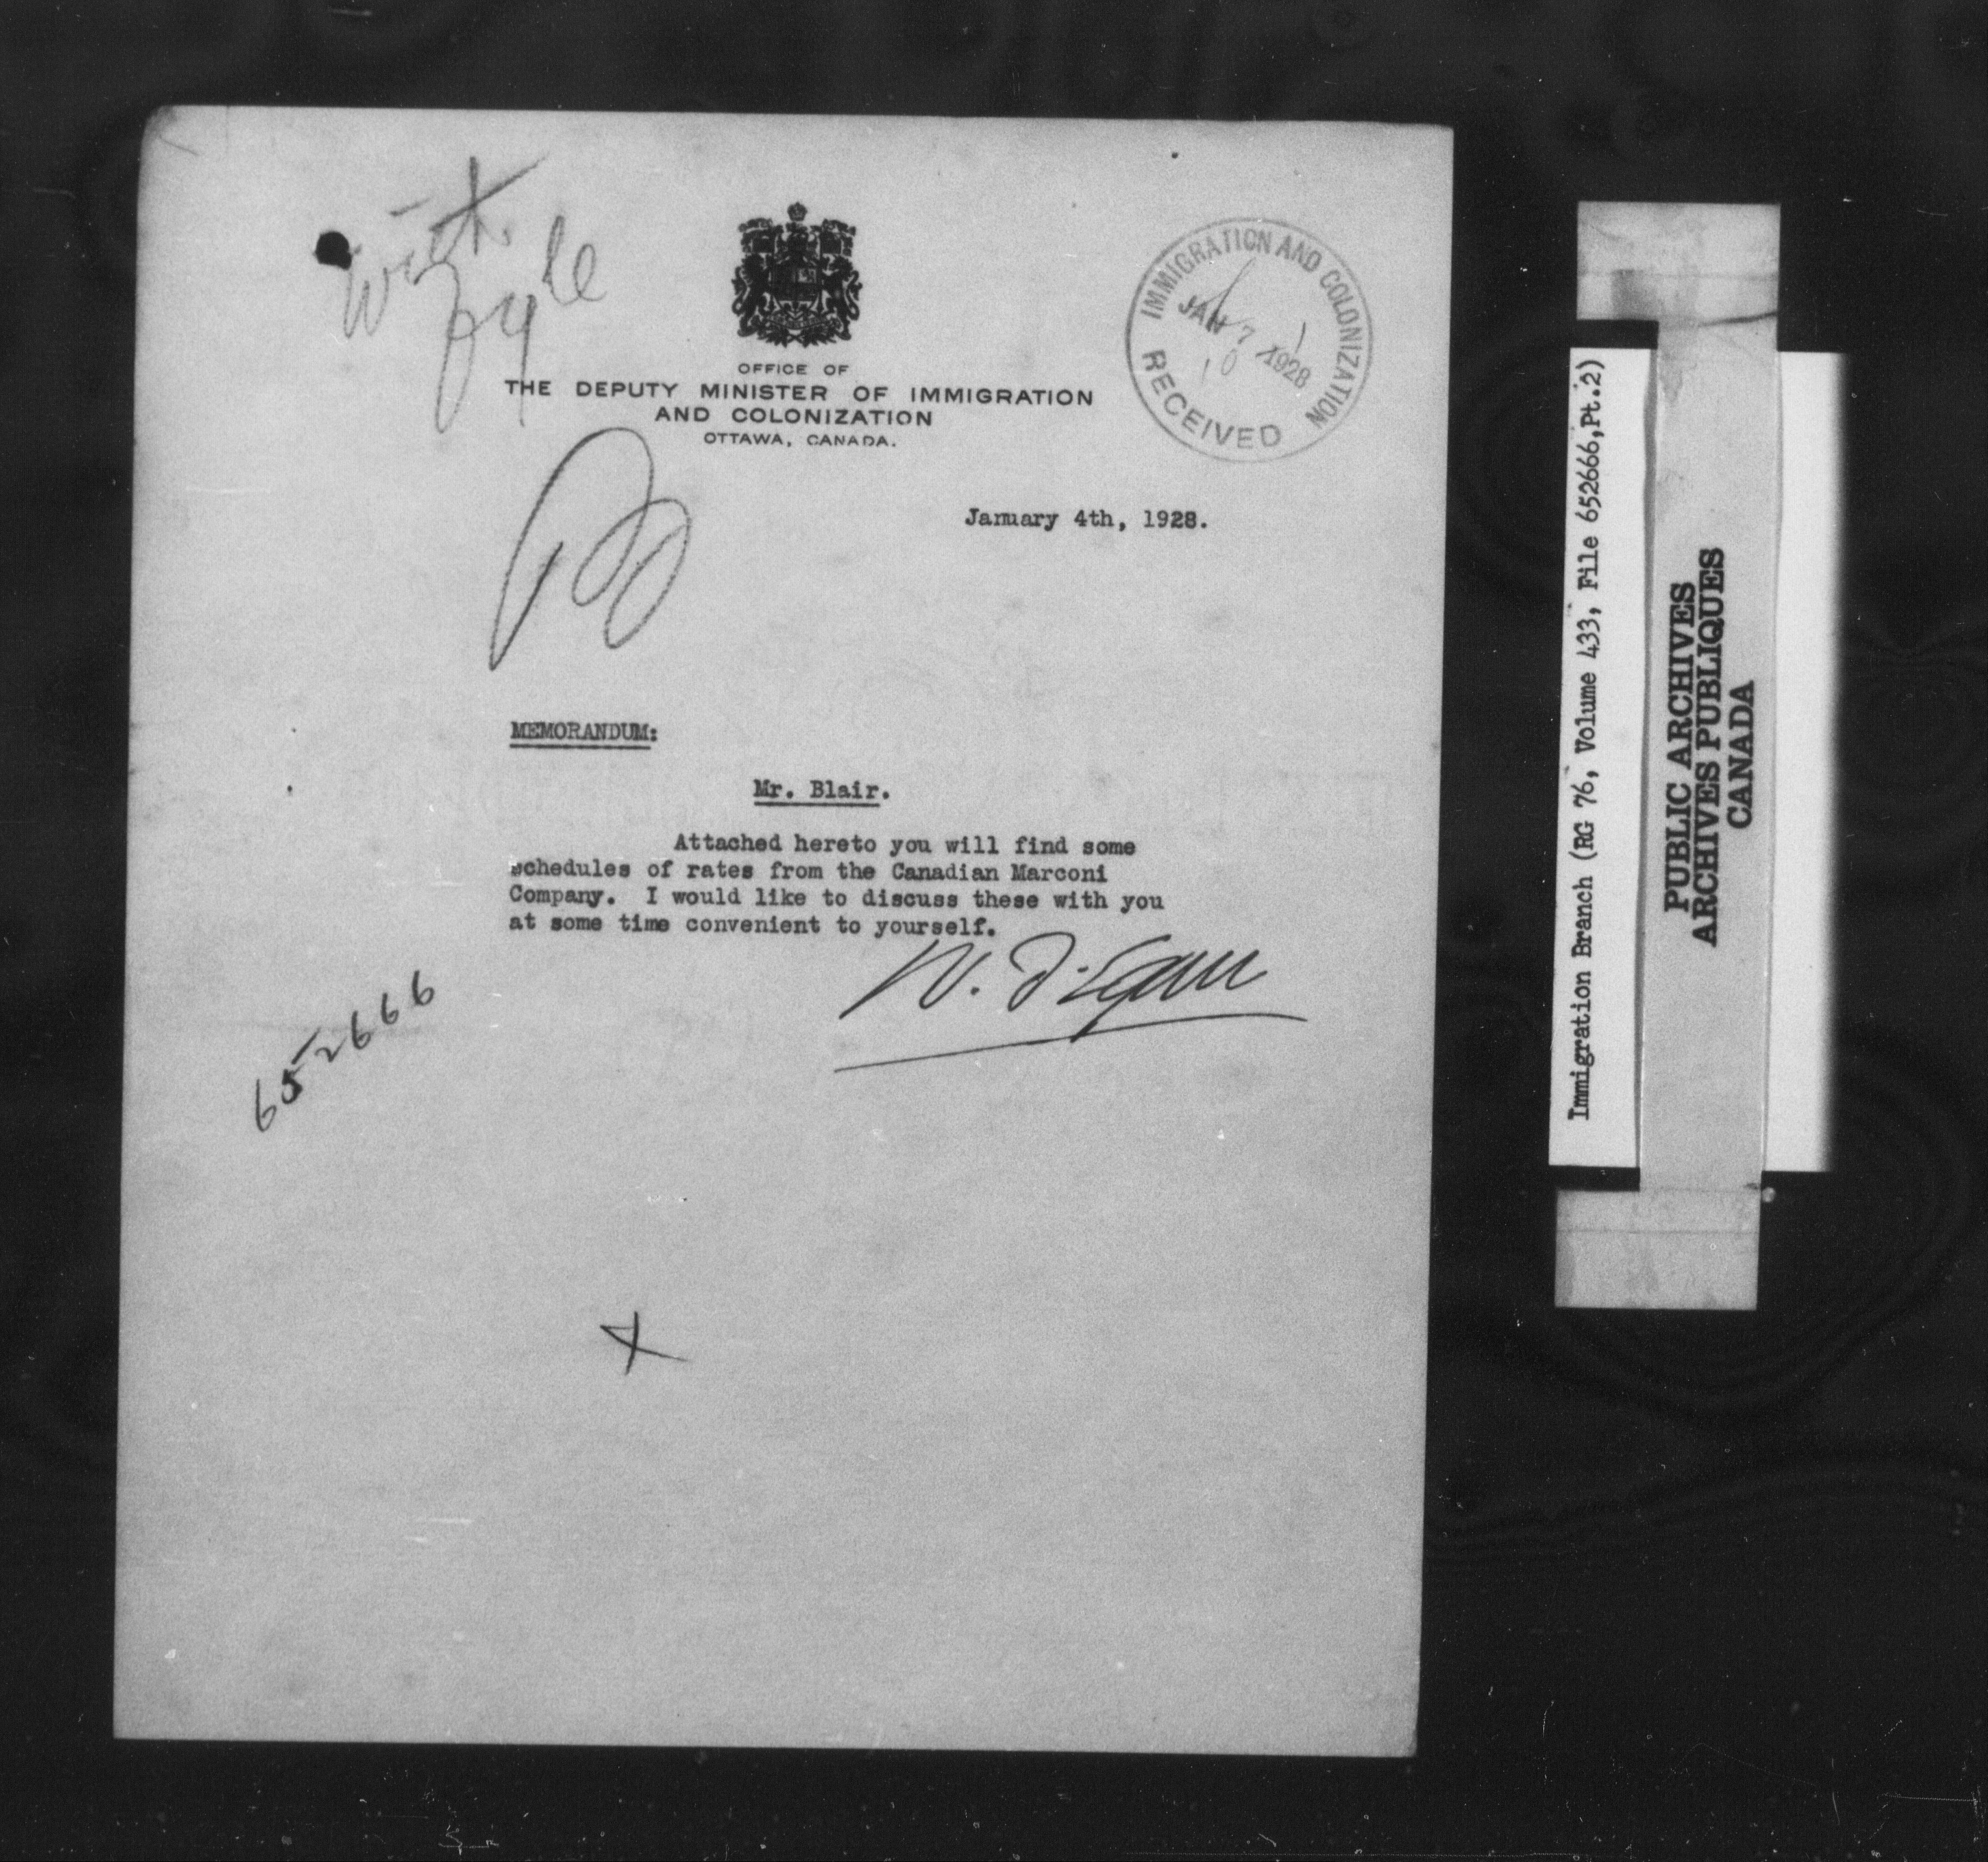 With
file
OFFICE OF
THE DEPUTY MINISTER OF IMMIGRATION
AND COLONIZATION
OTTAWA, CANADA.
IMMIGRATION AND COLONIZATION
JAN 7 1928
RECEIVED
January 4th, 1928.
MEMORANDUM:
Mr. Blair.
Attached hereto you will find some
schedules of rates from the Canadian Marconi
Company. I would like to discuss these with you
at some time convenient to yourself.
W. J. Egan
652666
Immigration Branch (RG 76, Volume 433, File 652666,Pt.2)
PUBLIC ARCHIVES
ARCHIVES PUBLIQUES
CANADA